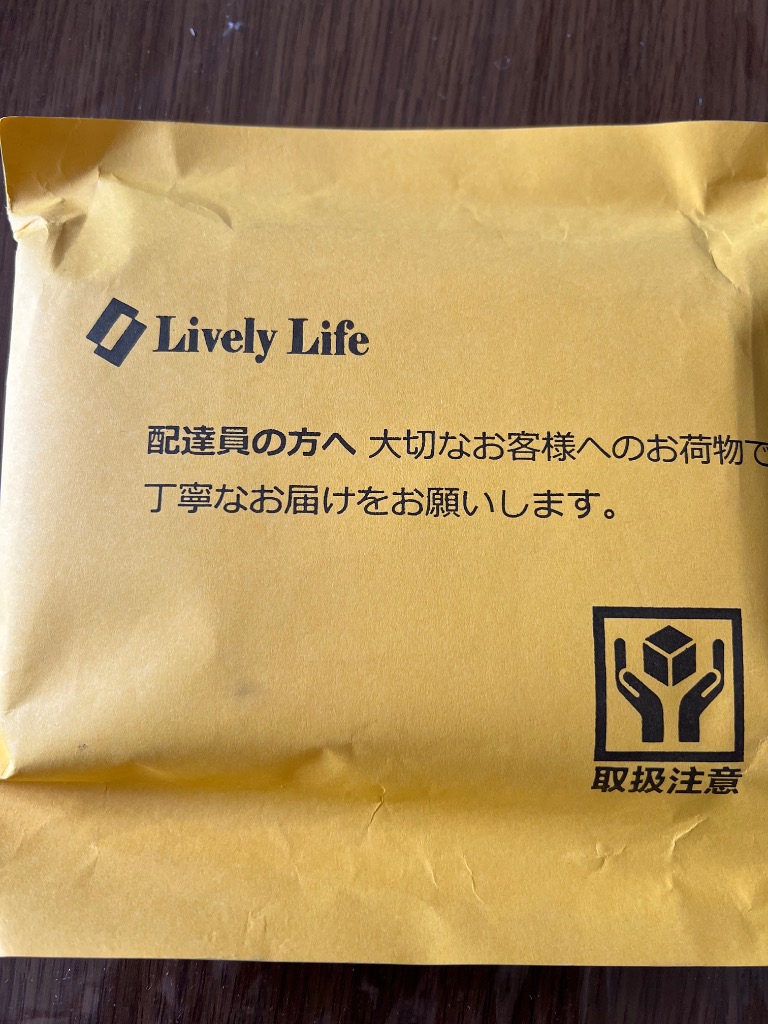 Lively Life
配達員の方へ 大切なお客様へのお荷物で
丁寧なお届けをお願いします。
取扱注意